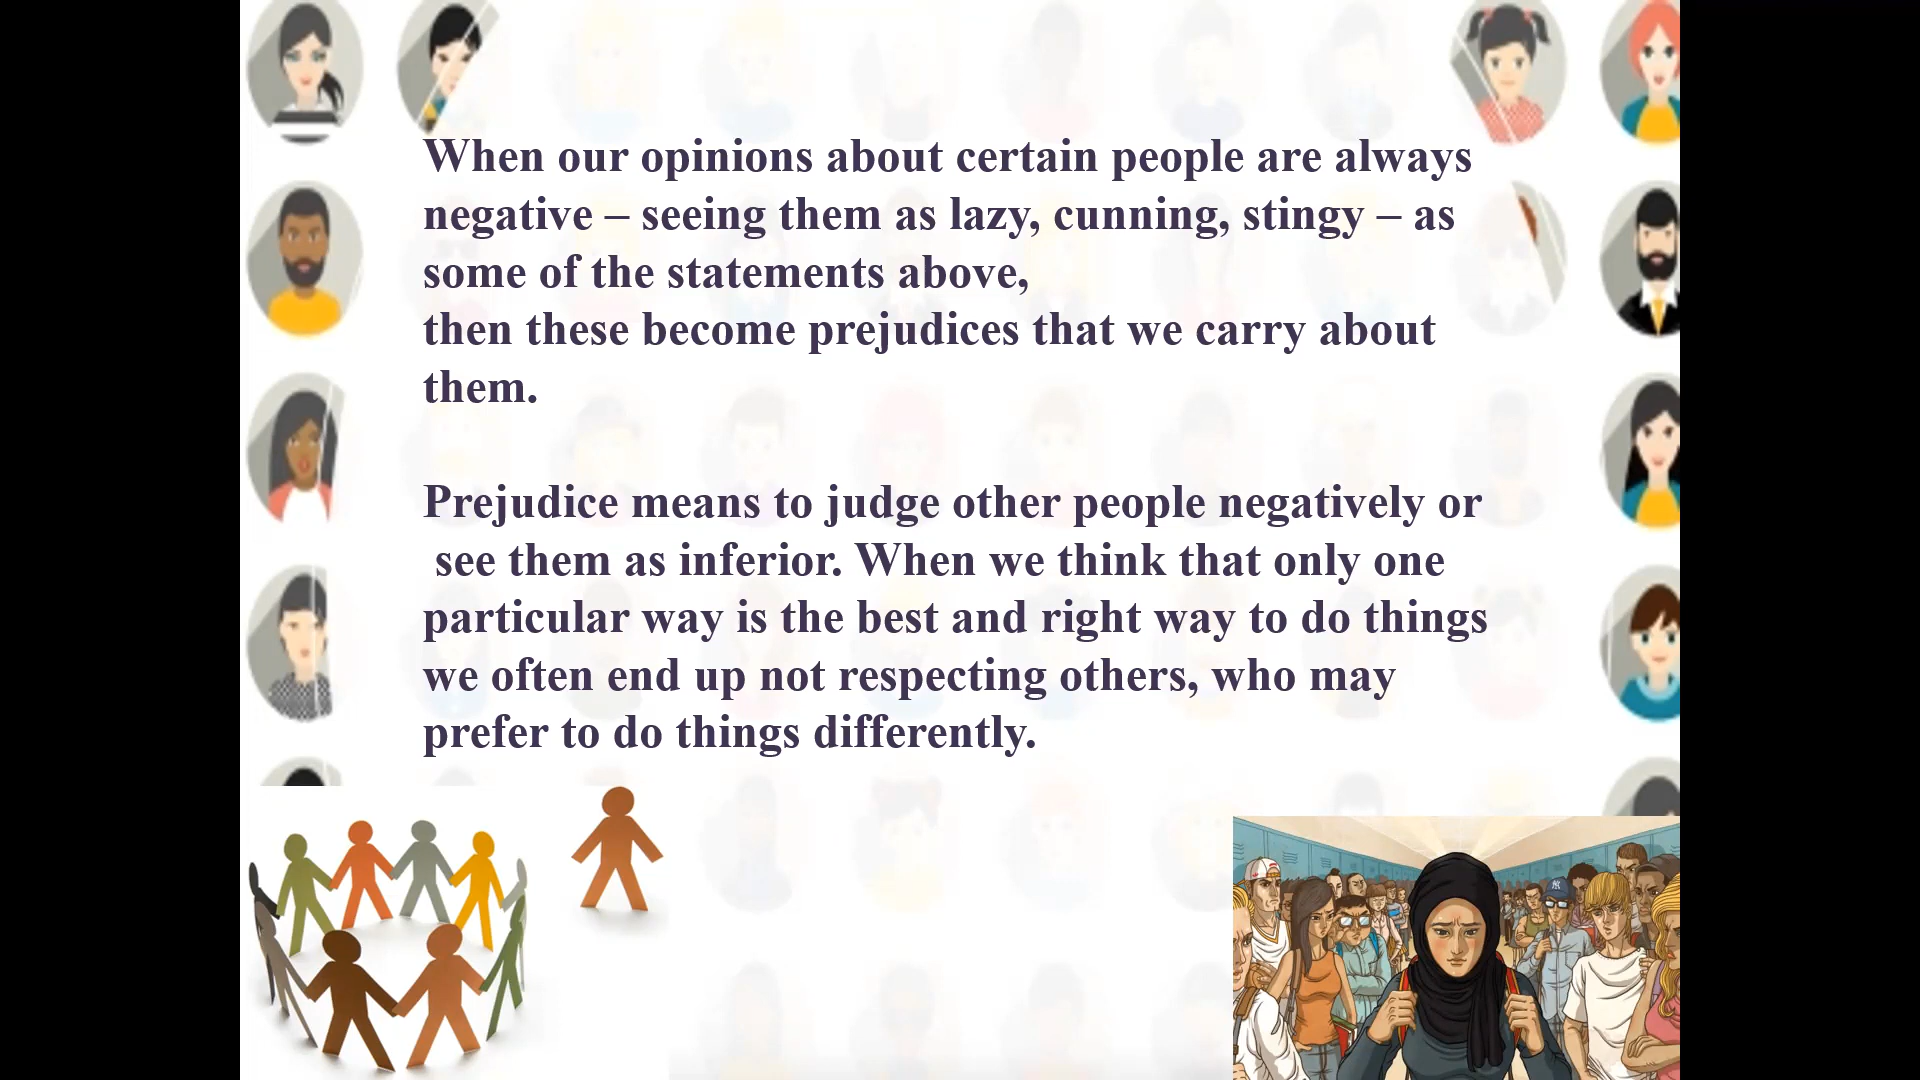 When our opinions about certain people are always
negative – seeing them as lazy, cunning, stingy – as
some of the statements above,
then these become prejudices that we carry about
them.
Prejudice means to judge other people negatively or
see them as inferior. When we think that only one
particular way is the best and right way to do things
we often end up not respecting others, who may
prefer to do things differently.